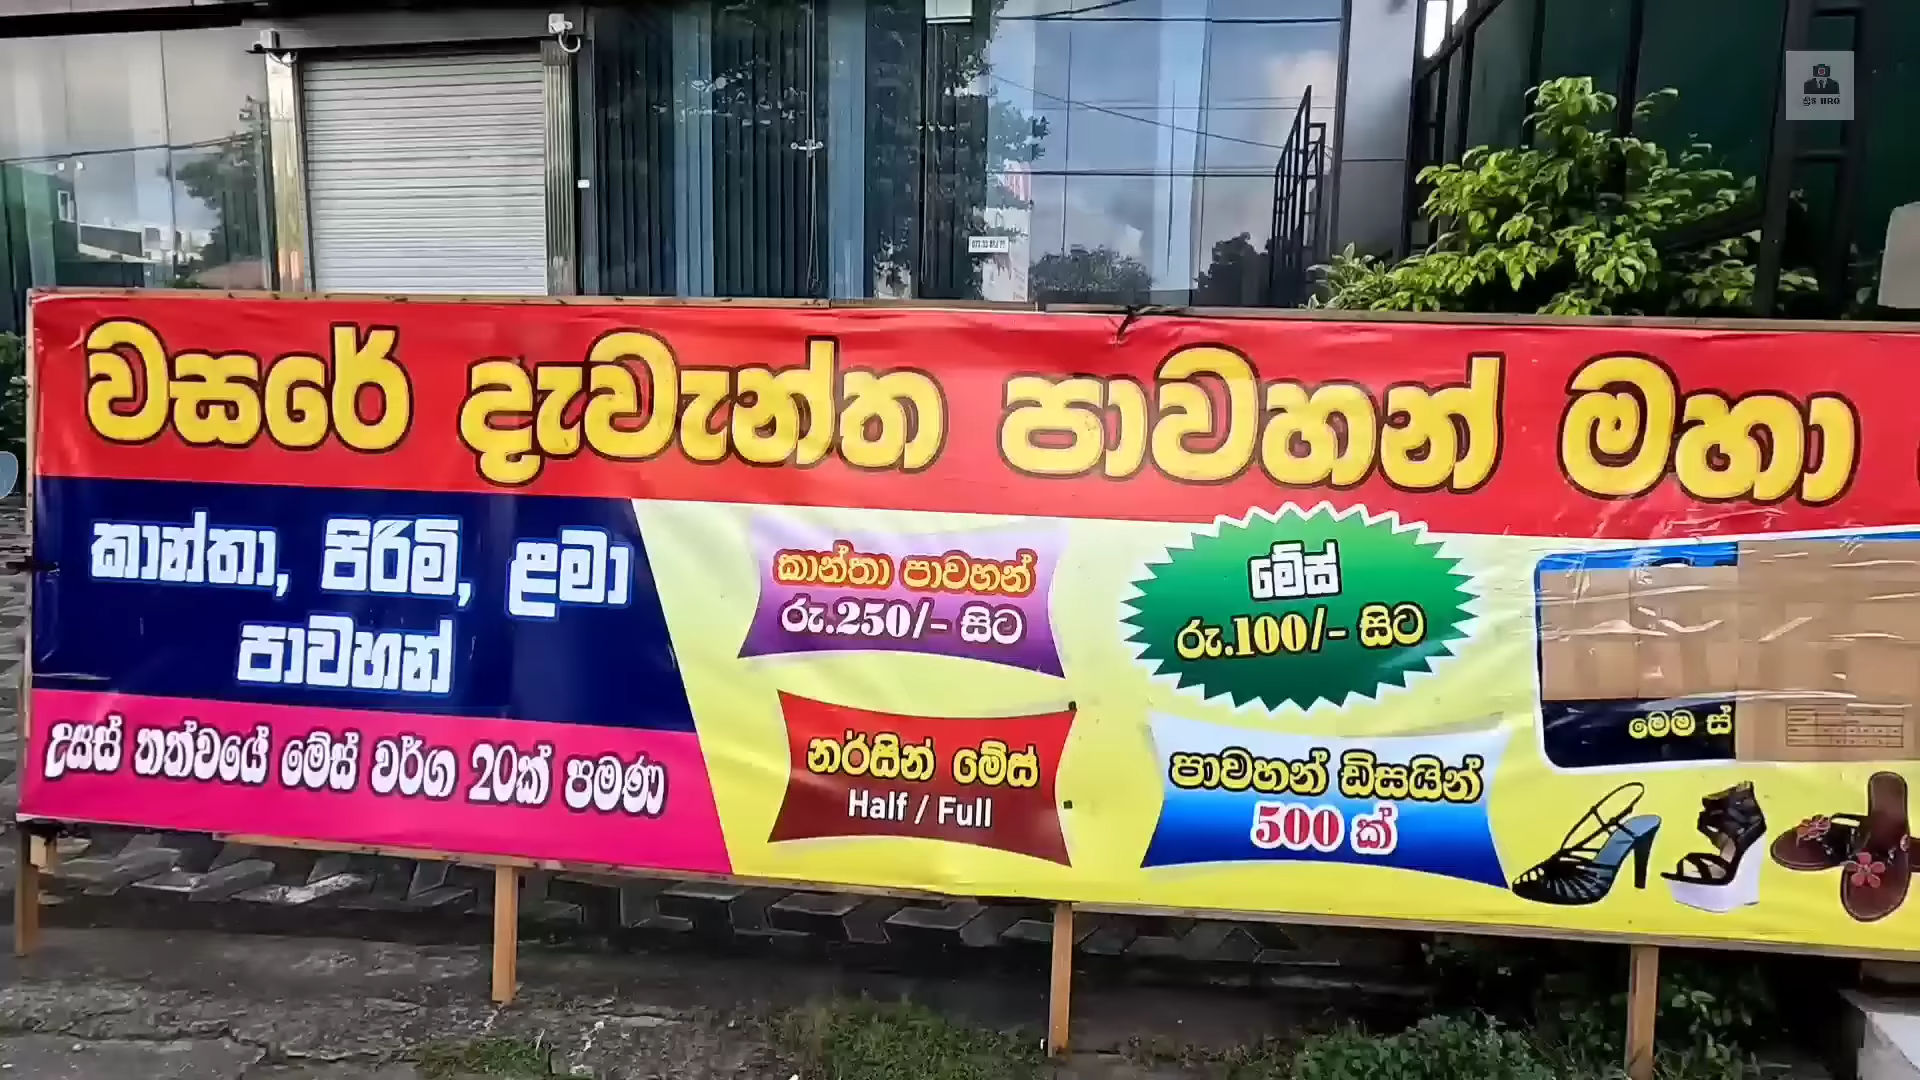 වසරේ දැවැන්ත පාවහන් මහා
කාන්තා, පිරිමි, ළමා
පාවහන්
උසස් තත්වයේ මේස් වර්ග 20ක් පමණ
කාන්තා පාවහන්
රු.250/- සිට
මේස්
රු.100/- සිට
නර්සින් මේස්
Half / Full
පාවහන් ඩිසයින්
500 ක්
මෙම